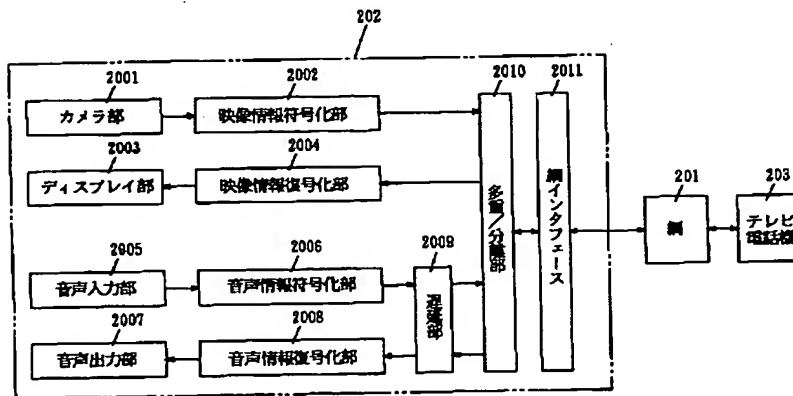 202
2001
カメラ部
2002
映像情報符号化部
2010
2011
2003
ディスプレイ部
2004
映像情報復号化部
多重/分離部
網インタフェース
201
網
203
テレビ
電話機
2005
音声入力部
2006
音声情報符号化部
2009
遅延部
2007
音声出力部
2008
音声情報復号化部